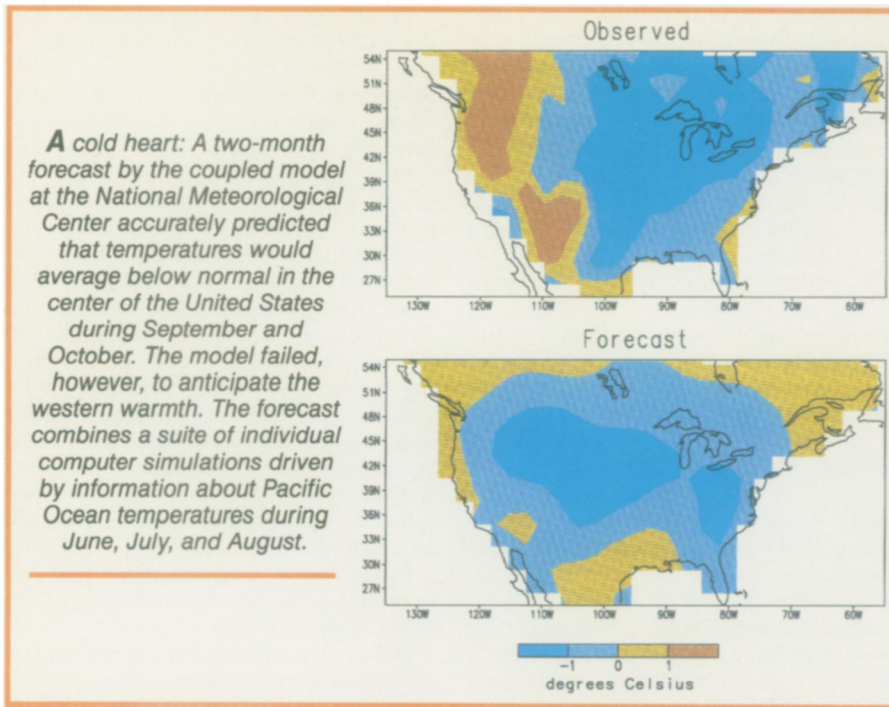 A cold heart: A two-month
forecast by the coupled model
at the National Meteorological
Center accurately predicted
that temperatures would
average below normal in the
center of the United States
during September and
October. The model failed,
however, to anticipate the
western warmth. The forecast
combines a suite of individual
computer simulations driven
by information about Pacific
Ocean temperatures during
June, July, and August.
Observed
54N
51N
48N
45N
42N
39N
36N
33N
30N
27N
130W 120W 110W 100W 90W 80W 70W 60W
Forecast
54N
51N
48N
45N
42N
39N
36N
33N
30N
27N
130W 120W 110W 100W 90W 80W 70W 60W
-1 0 1
degrees Celsius